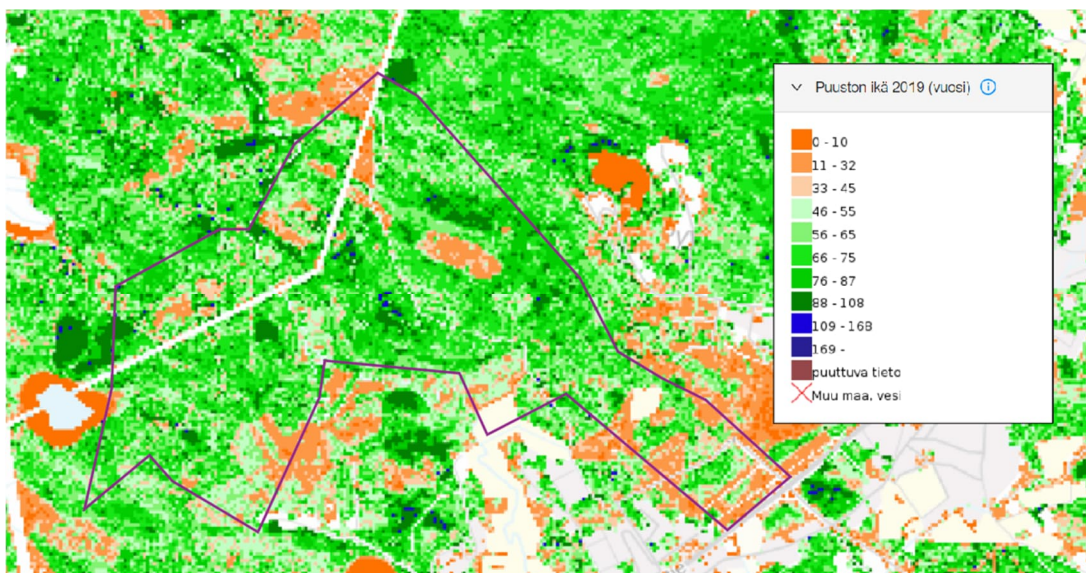 Puuston ikä 2019 (vuosi)
0 - 10
11 - 32
33 - 45
46 - 55
56 - 65
66 - 75
76 - 87
88 - 108
109 - 168
169 -
puuttuva tieto
Muu maa, vesi